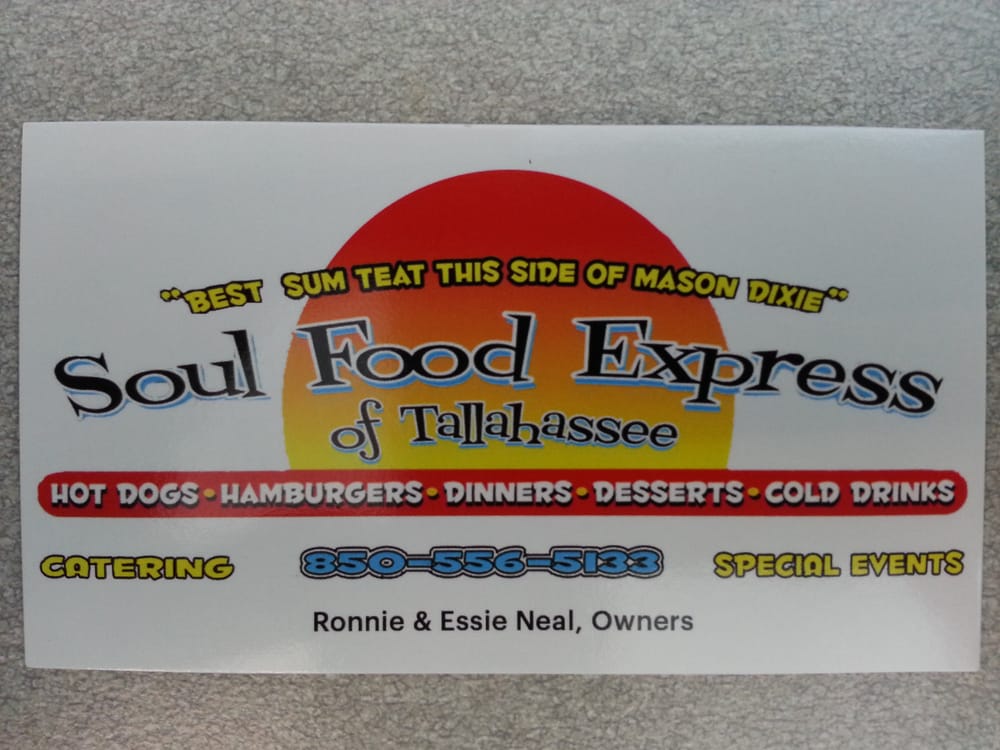 "BEST SUM TEAT THIS SIDE OF MASON DIXIE"
Soul Food Express
of Tallahassee
HOT DOGS • HAMBURGERS • DINNERS • DESSERTS • COLD DRINKS
CATERING 850-556-5133 SPECIAL EVENTS
Ronnie & Essie Neal, Owners